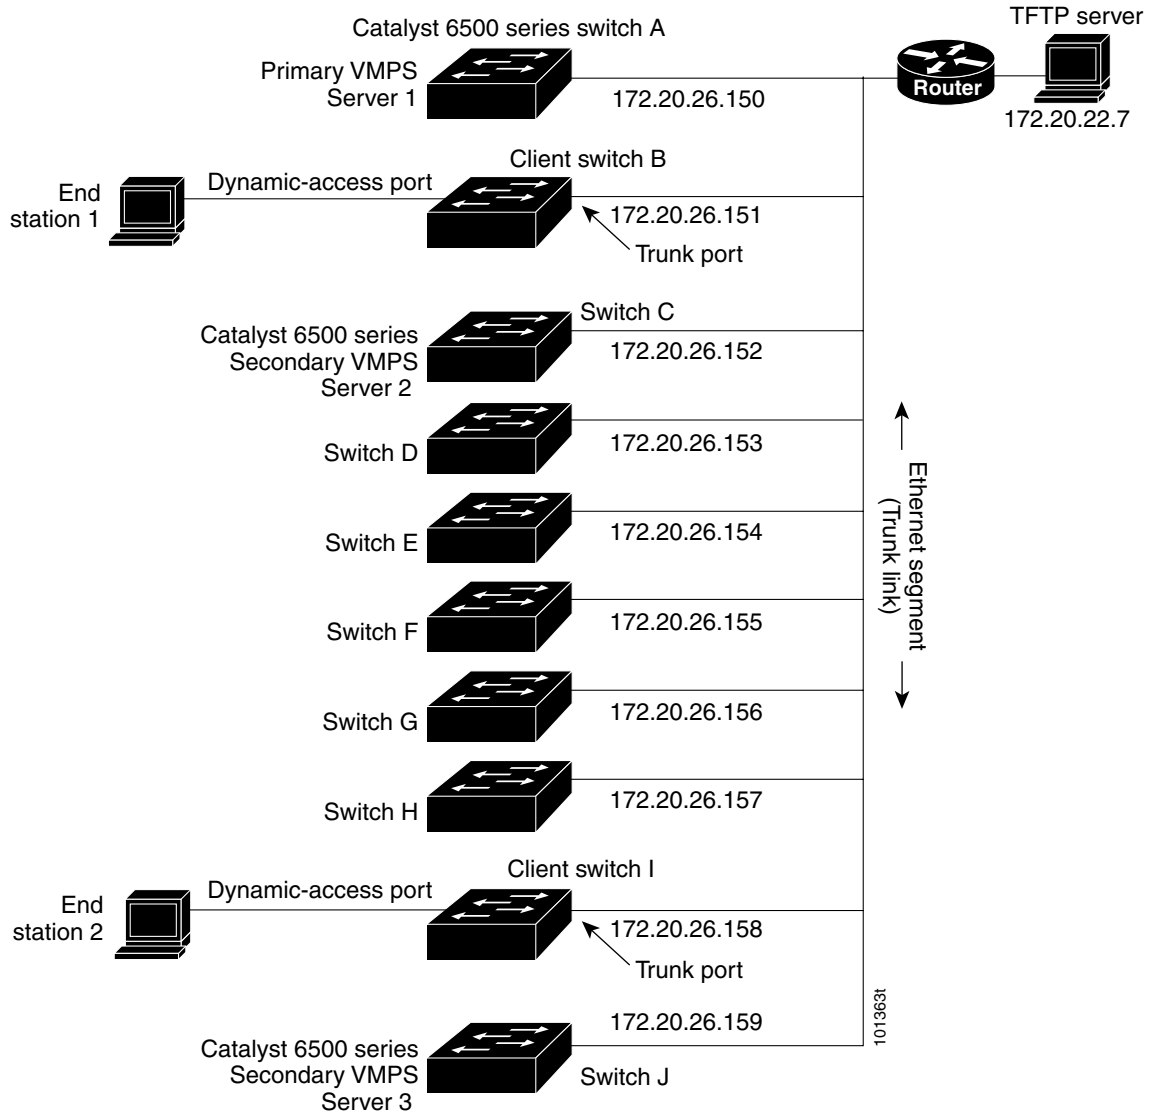 TFTP server
Catalyst 6500 series switch A
Primary VMPS
Server 1
Router
172.20.26.150
172.20.22.7
Client switch B
End
station 1
Dynamic-access port
172.20.26.151
Trunk port
Switch C
Catalyst 6500 series
Secondary VMPS
Server 2
172.20.26.152
Switch D
172.20.26.153
Ethernet segment
(Trunk link)
Switch E
172.20.26.154
Switch F
172.20.26.155
Switch G
172.20.26.156
Switch H
172.20.26.157
Client switch I
End
station 2
Dynamic-access port
172.20.26.158
Trunk port
101363t
172.20.26.159
Catalyst 6500 series
Secondary VMPS
Server 3
Switch J